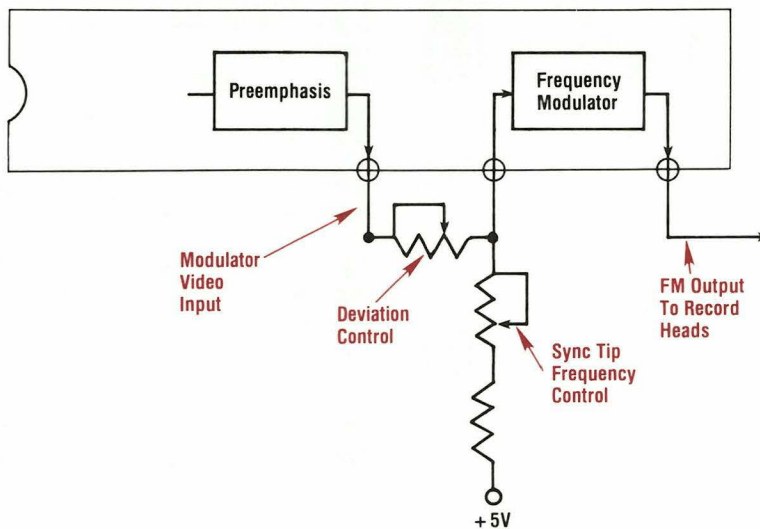 Preemphasis
Frequency
Modulator
Modulator
Video
Input
Deviation
Control
FM Output
To Record
Heads
Sync Tip
Frequency
Control
+5V